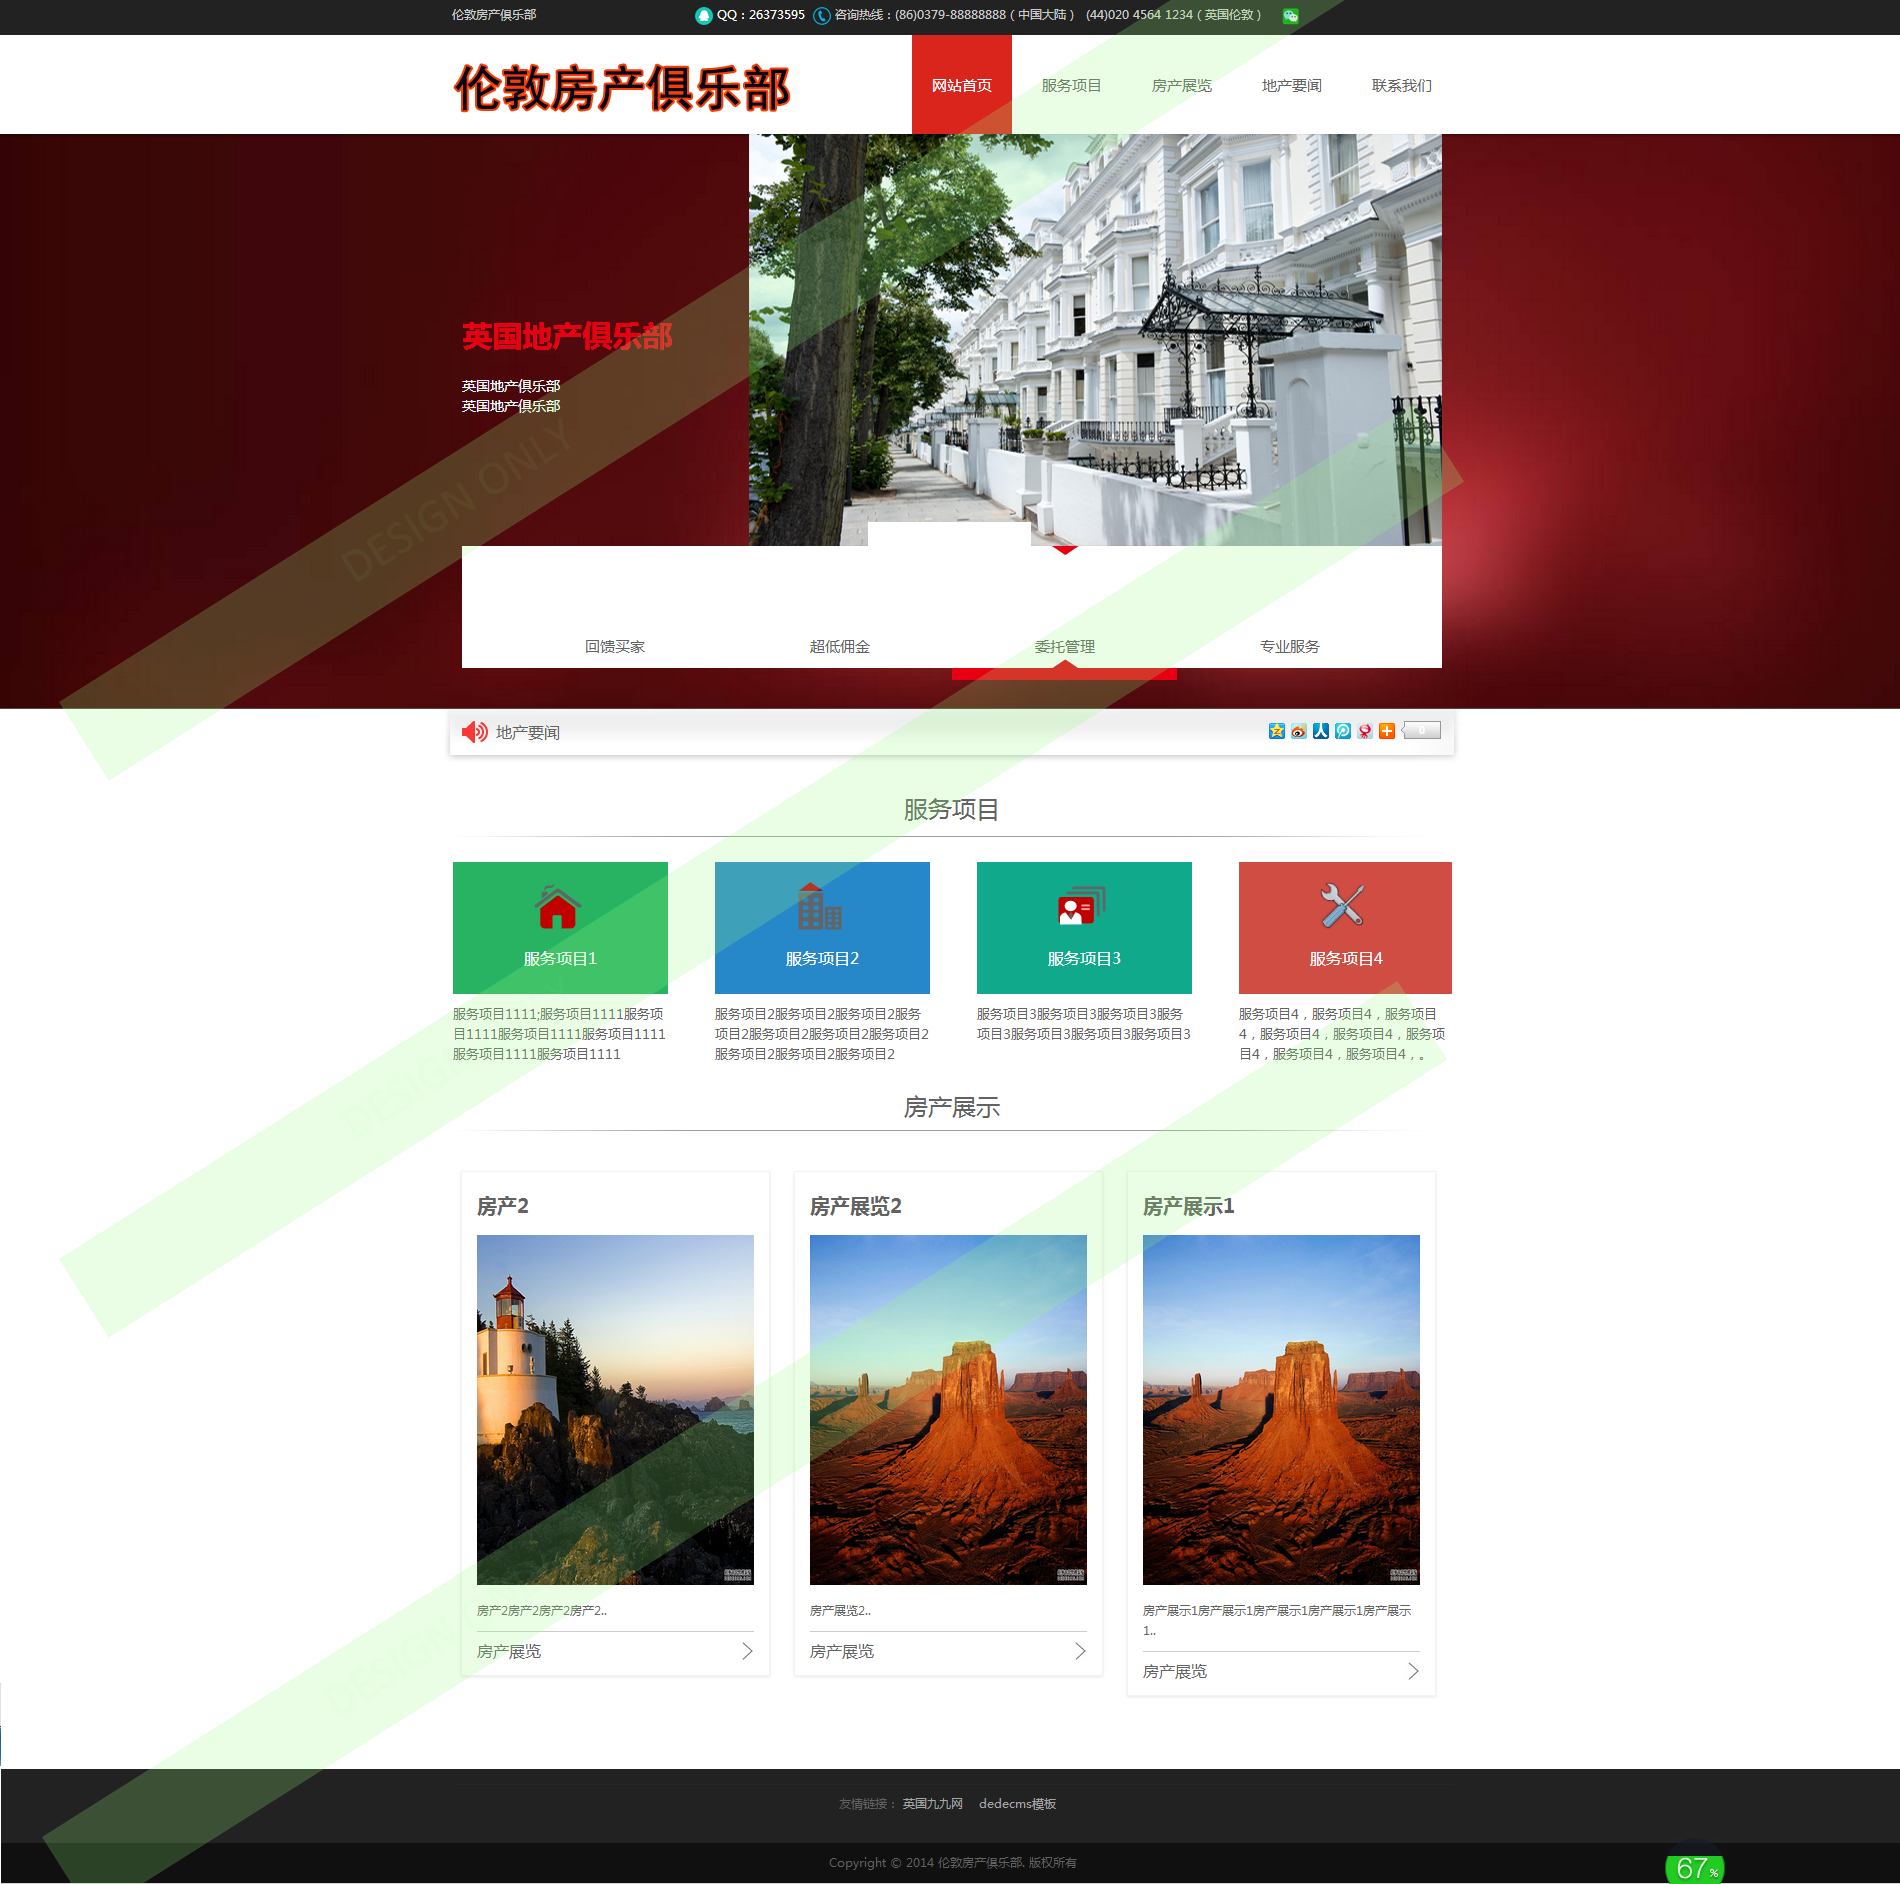 伦敦房产俱乐部
QQ：26373595
咨询热线：(86)0379-88888888 ( 中国大陆 ) (44)020 4564 1234 ( 英国伦敦 )
伦敦房产俱乐部
网站首页 服务项目 房产展览 地产要闻 联系我们
英国地产俱乐部
英国地产俱乐部
英国地产俱乐部
DESIGN ONLY
回馈买家 超低佣金 委托管理 专业服务
地产要闻
0
服务项目
服务项目1
服务项目1111;服务项目1111服务项
目1111服务项目1111服务项目1111
服务项目1111服务项目1111
服务项目2
服务项目2服务项目2服务项目2服务
项目2服务项目2服务项目2服务项目2
服务项目2服务项目2服务项目2
服务项目3
服务项目3服务项目3服务项目3服务
项目3服务项目3服务项目3服务项目3
服务项目4
服务项目4，服务项目4，服务项目
4，服务项目4，服务项目4，服务项
目4，服务项目4，服务项目4，。
房产展示
房产2
房产2房产2房产2房产2..
房产展览
房产展览2
房产展览2..
房产展览
房产展示1
房产展示1房产展示1房产展示1房产展示1房产展示
1..
房产展览
友情链接： 英国九九网 dedecms模板
Copyright © 2014 伦敦房产俱乐部. 版权所有
67%